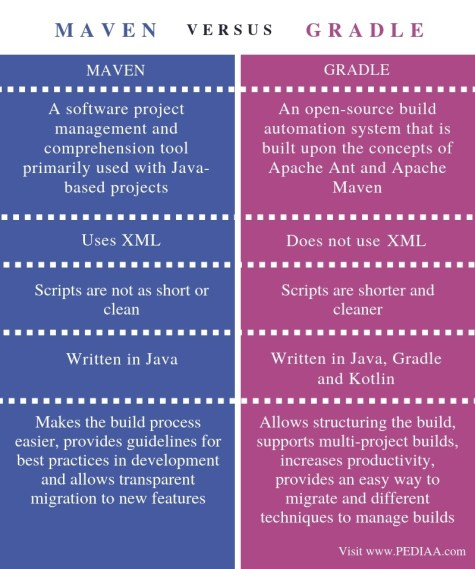 MAVEN VERSUS GRADLE
MAVEN
GRADLE
A software project
management and
comprehension tool
primarily used with Java-
based projects
An open-source build
automation system that is
built upon the concepts of
Apache Ant and Apache
Maven
Uses XML
Does not use XML
Scripts are not as short or
clean
Scripts are shorter and
cleaner
Written in Java
Written in Java, Gradle
and Kotlin
Makes the build process
easier, provides guidelines for
best practices in development
and allows transparent
migration to new features
Allows structuring the build,
supports multi-project builds,
increases productivity,
provides an easy way to
migrate and different
techniques to manage builds
Visit www.PEDIAA.com